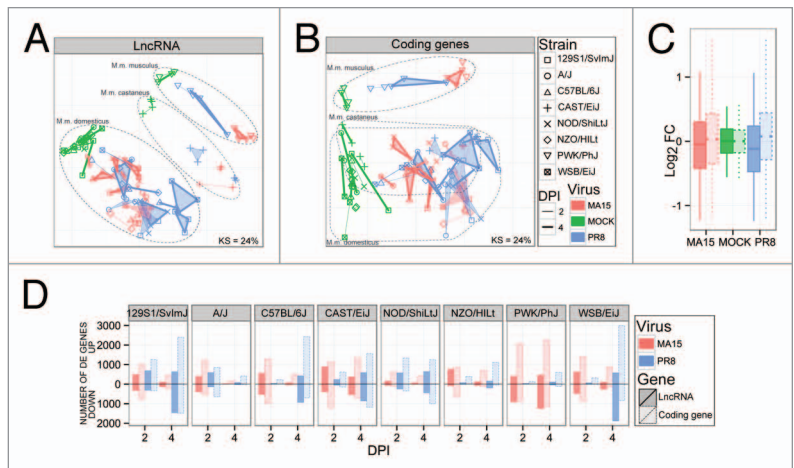 A
LncRNA
M.m. musculus
M.m. castaneus
M.m. domesticus
KS = 24%
B
Coding genes
M.m. musculus
M.m. castaneus
M.m. domesticus
KS = 24%
Strain
129S1/SvImJ
A/J
C57BL/6J
CAST/EiJ
NOD/ShiLtJ
NZO/HILt
PWK/PhJ
WSB/EiJ
DPI
2
4
Virus
MA15
MOCK
PR8
C
Log2 FC
1
0
-1
MA15 MOCK PR8
D
129S1/SvImJ A/J C57BL/6J CAST/EiJ NOD/ShiLtJ NZO/HILt PWK/PhJ WSB/EiJ
NUMBER OF DE GENES
DOWN UP
3000
2000
1000
0
1000
2000
2 4 2 4 2 4 2 4 2 4 2 4 2 4 2 4
DPI
Virus
MA15
PR8
Gene
LncRNA
Coding gene